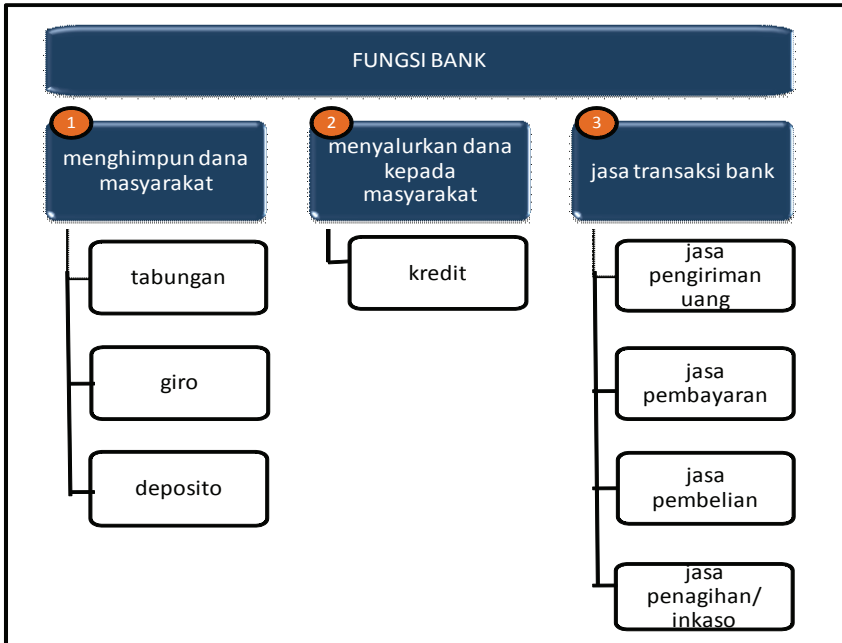 FUNGSI BANK
1
menghimpun dana
masyarakat
tabungan
giro
deposito
2
menyalurkan dana
kepada
masyarakat
kredit
3
jasa transaksi bank
jasa
pengiriman
uang
jasa
pembayaran
jasa
pembelian
jasa
penagihan/
inkaso